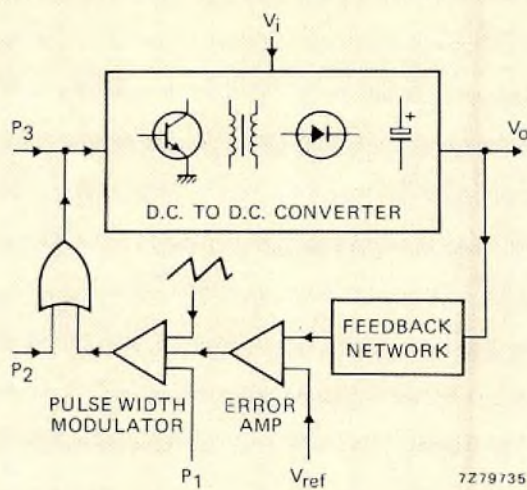 Vi
P3
Vo
+
D.C. TO D.C. CONVERTER
FEEDBACK
NETWORK
P2
PULSE WIDTH
MODULATOR
ERROR
AMP
P1
Vref
7Z79735